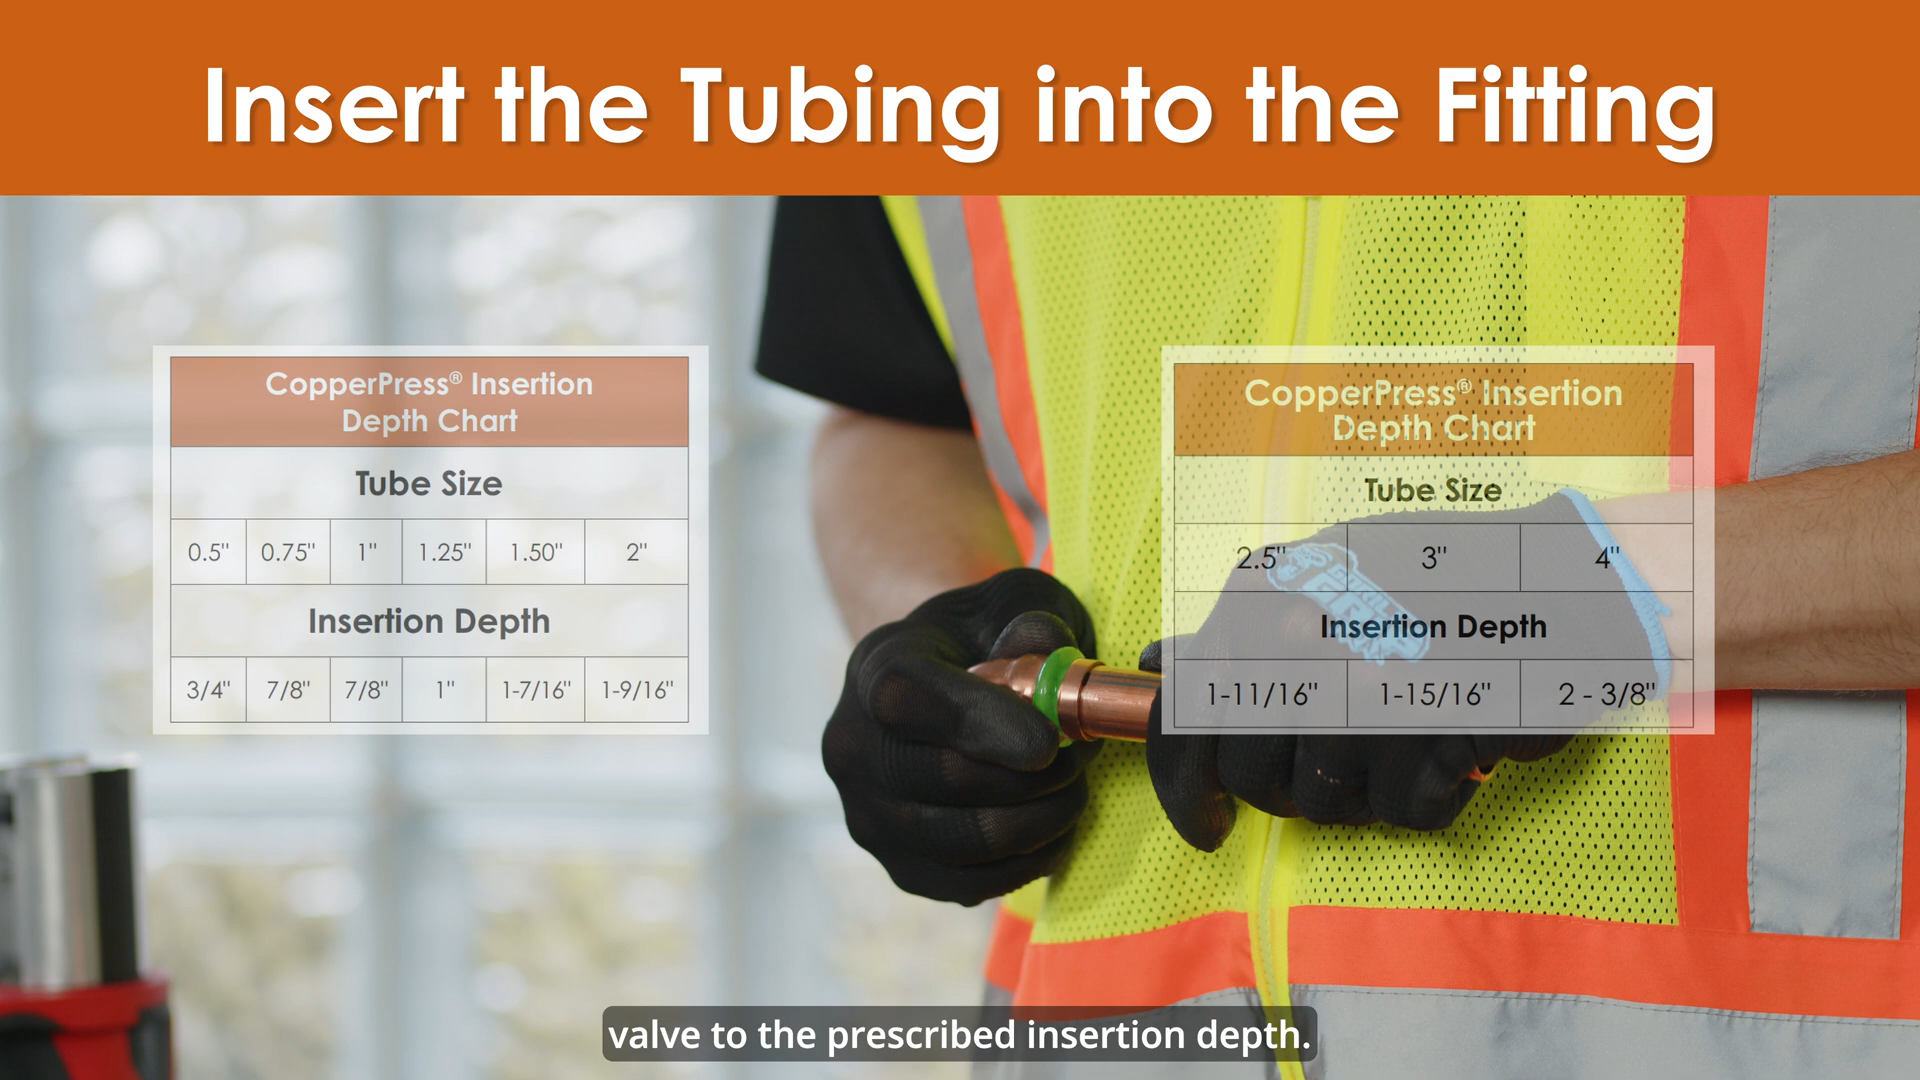 Insert the Tubing into the Fitting
CopperPress® Insertion
Depth Chart
Tube Size
0.5" 0.75" 1" 1.25" 1.50" 2"
Insertion Depth
3/4" 7/8" 7/8" 1" 1-7/16" 1-9/16"
CopperPress® Insertion
Depth Chart
Tube Size
2.5" 3" 4"
Insertion Depth
1-11/16" 1-15/16" 2 - 3/8"
valve to the prescribed insertion depth.